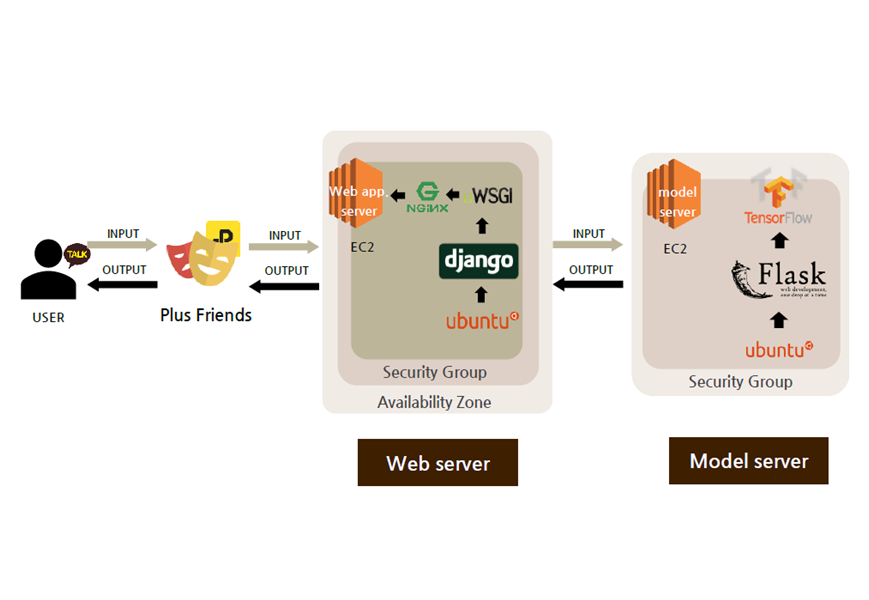 INPUT
OUTPUT
TALK
USER
P
Plus Friends
INPUT
OUTPUT
Web app.
server
EC2
NGINX
WSGI
django
ubuntu
Security Group
Availability Zone
Web server
INPUT
OUTPUT
model
server
EC2
TensorFlow
Flask
web development,
one drop at a time
ubuntu
Security Group
Model server